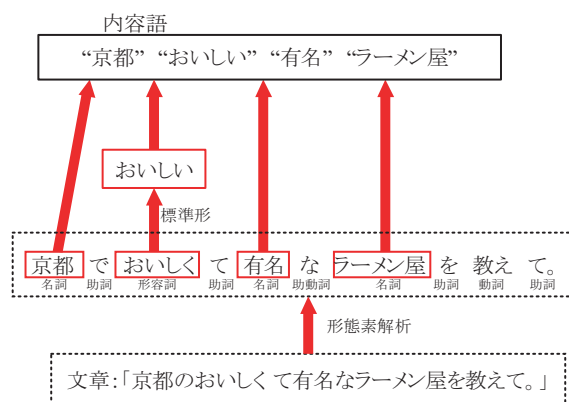 内容語
“京都” “おいしい” “有名” “ラーメン屋”
おいしい
標準形
京都 で おいしく て 有名 な ラーメン屋 を 教え て。
名詞 助詞 形容詞 助詞 名詞 助動詞 名詞 助詞 動詞 助詞
形態素解析
文章:「京都のおいしくて有名なラーメン屋を教えて。」